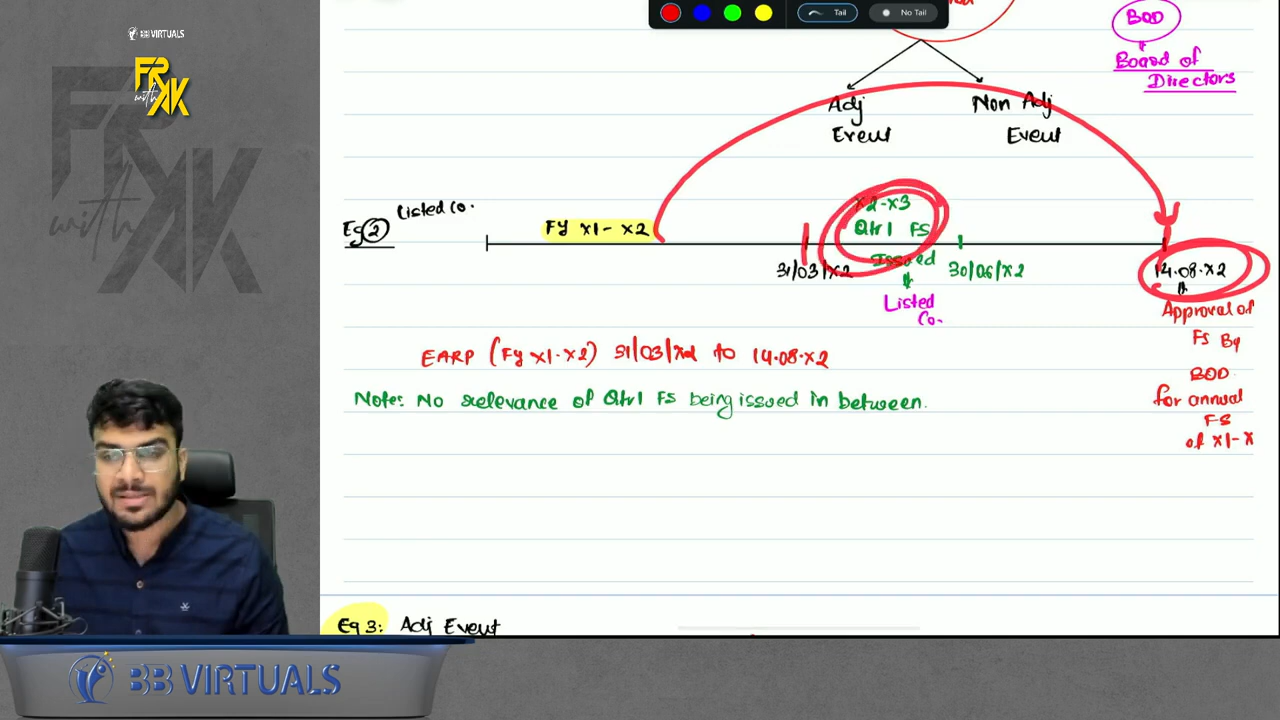 BB VIRTUALS
FR
with
AK
FR
with
AK
Tail
No Tail
BOD
Board of
Directors
Adj
Event
Non Adj
Event
Eg 2
Listed Co.
FY X1-X2
X2-X3
Qtr1 FS
Issued
Listed
Co.
31/03/X2
30/06/X2
14.08.X2
Approval of
FS By
BOD
for annual
FS
of X1-X
EARP (FY X1-X2) 31/03/X2 to 14.08.X2
Note: No relevance of Qtr1 FS being issued in between.
Eg 3: Adj Event
BB VIRTUALS